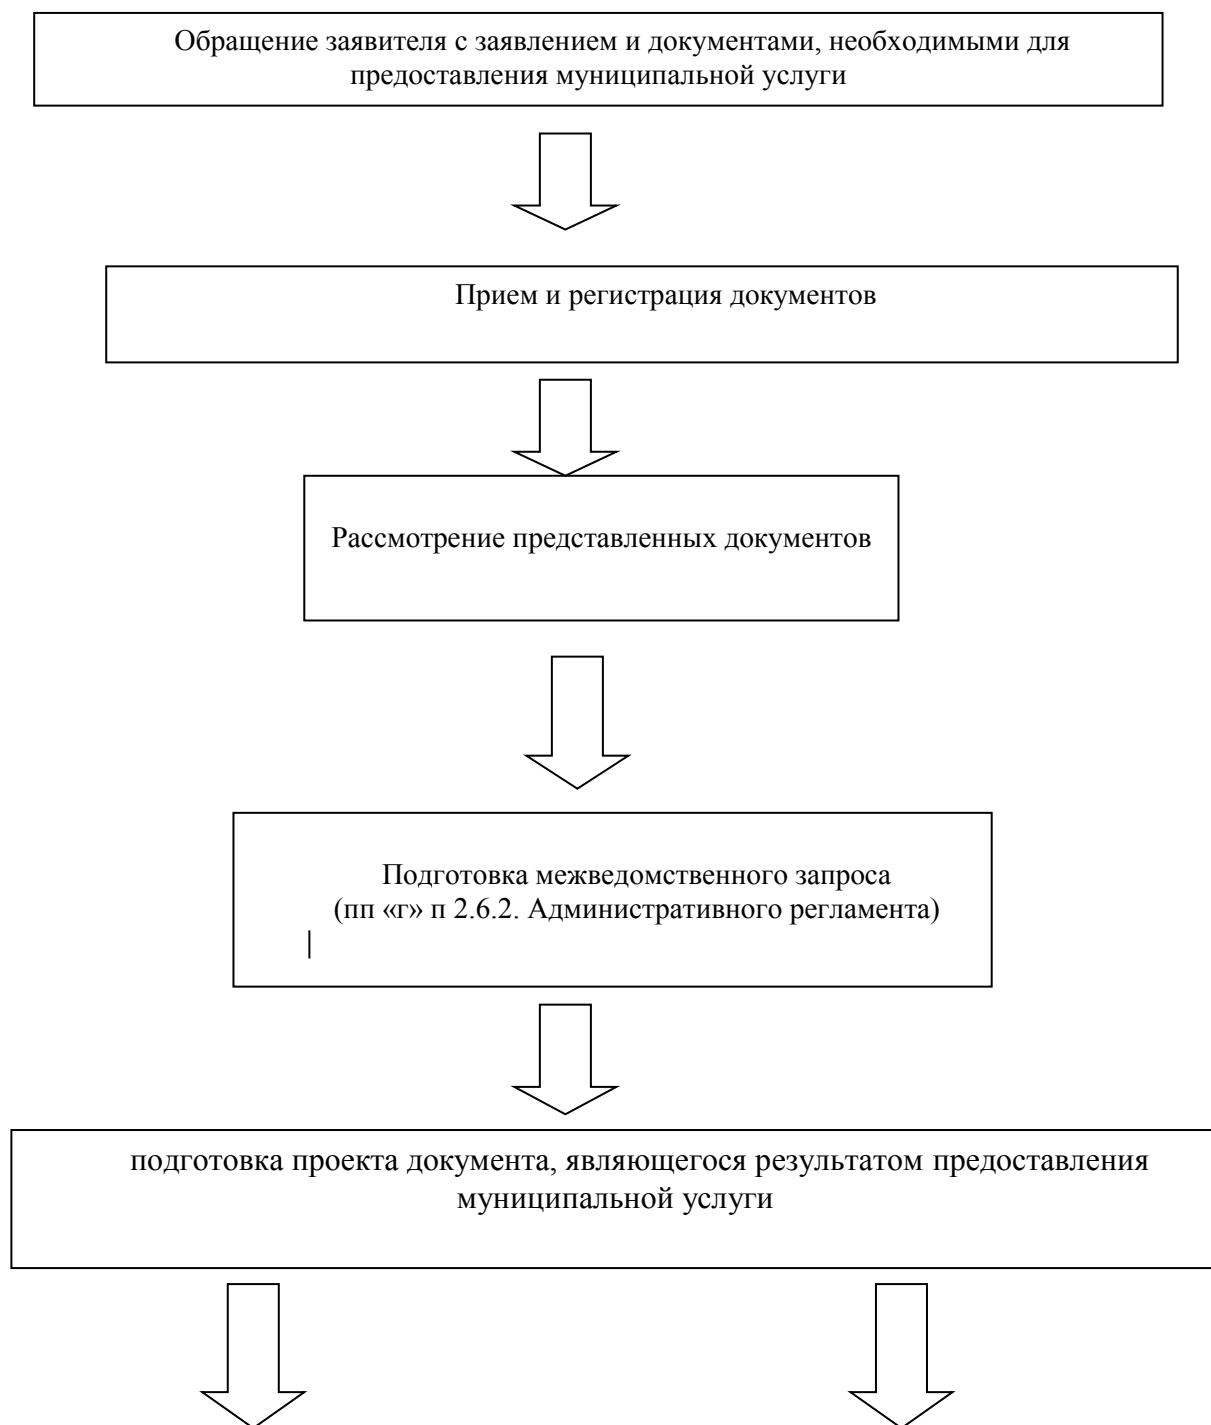 Обращение заявителя с заявлением и документами, необходимыми для
предоставления муниципальной услуги
Прием и регистрация документов
Рассмотрение представленных документов
Подготовка межведомственного запроса
(пп «г» п 2.6.2. Административного регламента)
подготовка проекта документа, являющегося результатом предоставления
муниципальной услуги